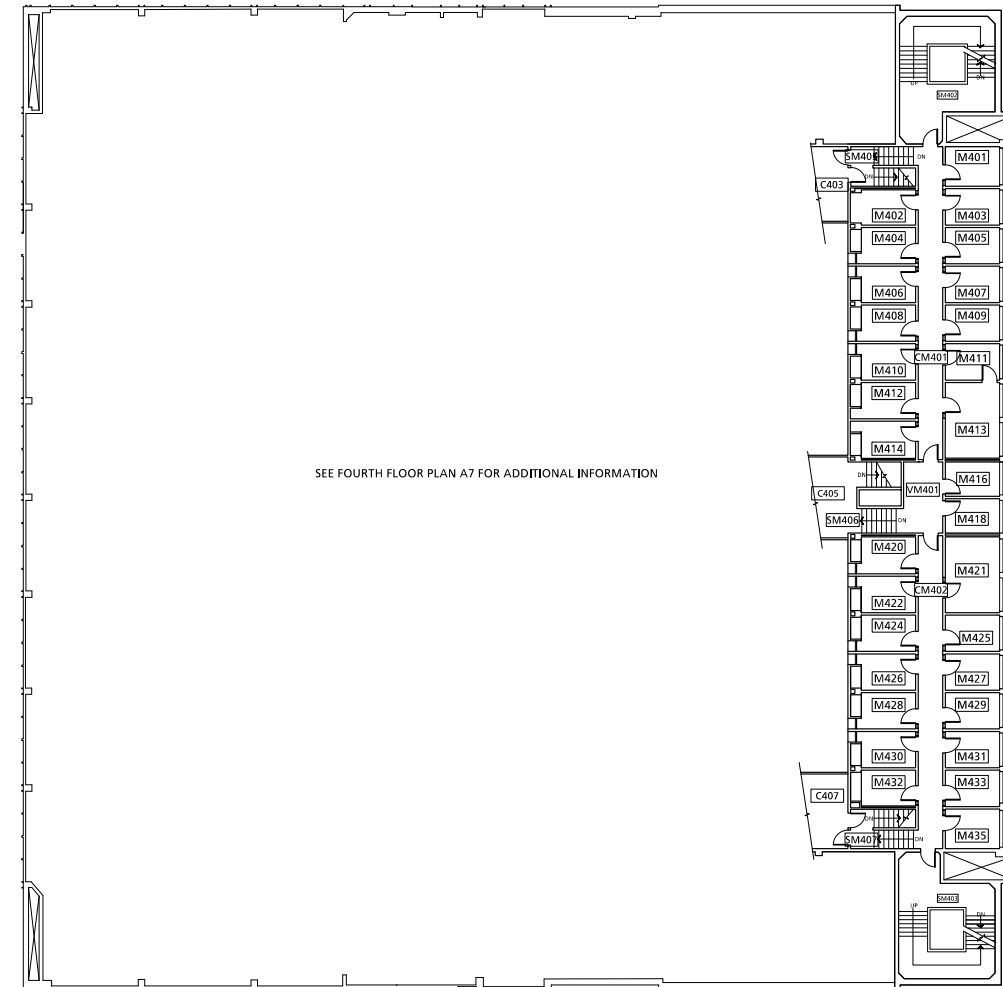 UP
DN
SM402
DN
SM405
M401
DN
C403
M402
M403
M404
M405
M406
M407
M408
M409
CM401
M411
M410
M412
M413
M414
SEE FOURTH FLOOR PLAN A7 FOR ADDITIONAL INFORMATION
DN
M416
C405
VM401
SM406
DN
M418
M420
M421
CM402
M422
M424
M425
M426
M427
M428
M429
M430
M431
M432
M433
C407
DN
SM407
DN
M435
SM403
UP
DN